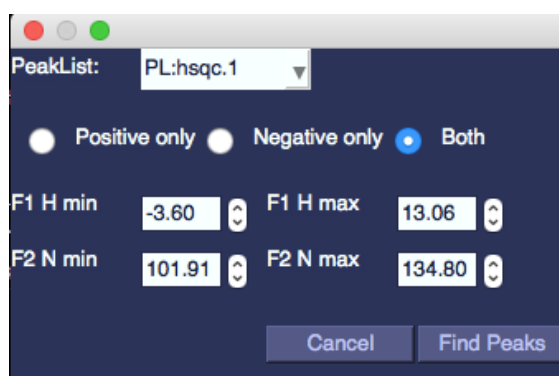 PeakList: PL:hsqc.1
Positive only Negative only Both
F1 H min -3.60 F1 H max 13.06
F2 N min 101.91 F2 N max 134.80
Cancel Find Peaks